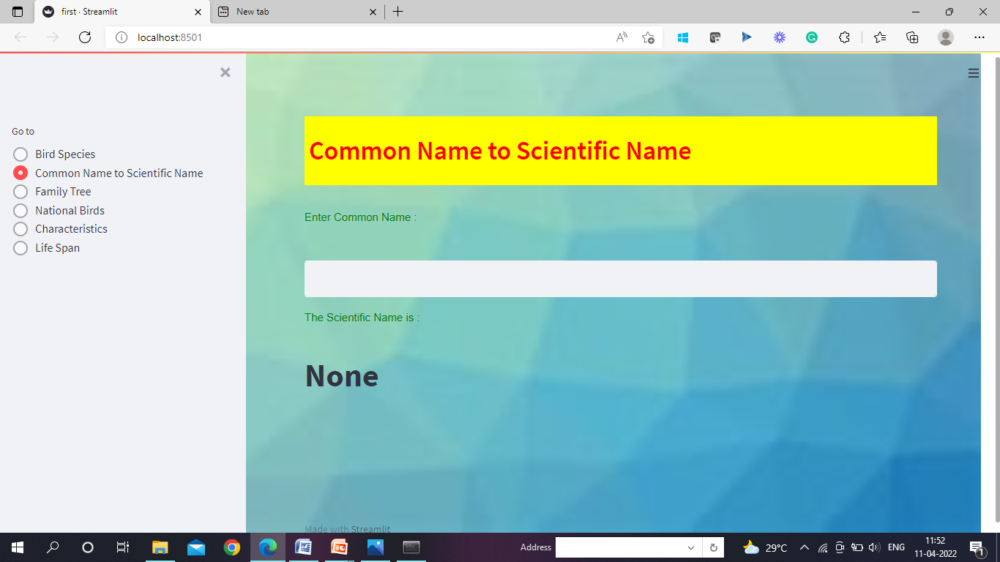 first · Streamlit
New tab
localhost:8501
Go to
Bird Species
Common Name to Scientific Name
Family Tree
National Birds
Characteristics
Life Span
Common Name to Scientific Name
Enter Common Name :
The Scientific Name is :
None
Made with Streamlit
Address
29°C
ENG
11:52
11-04-2022
1